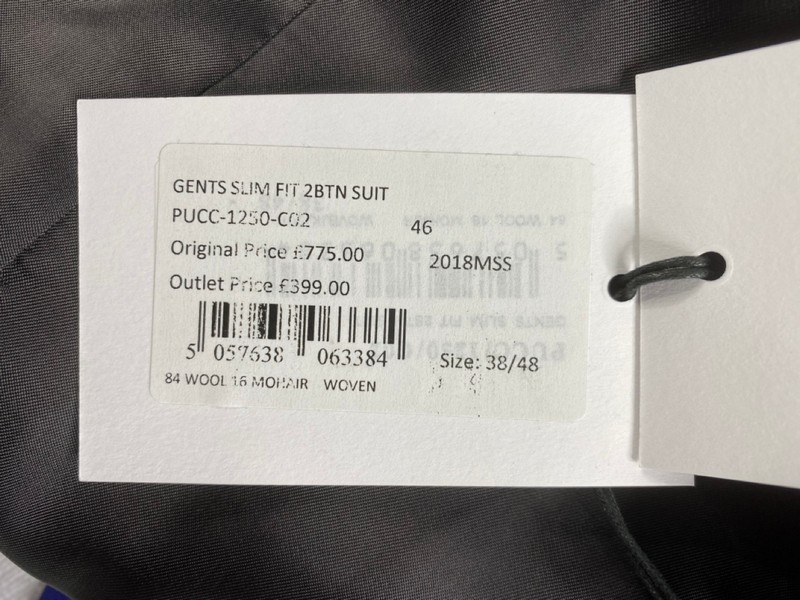 GENTS SLIM FIT 2BTN SUIT
PUCC-1250-C02
46
Original Price £775.00
2018MSS
Outlet Price £399.00
5 057638 063384
Size: 38/48
84 WOOL 16 MOHAIR WOVEN